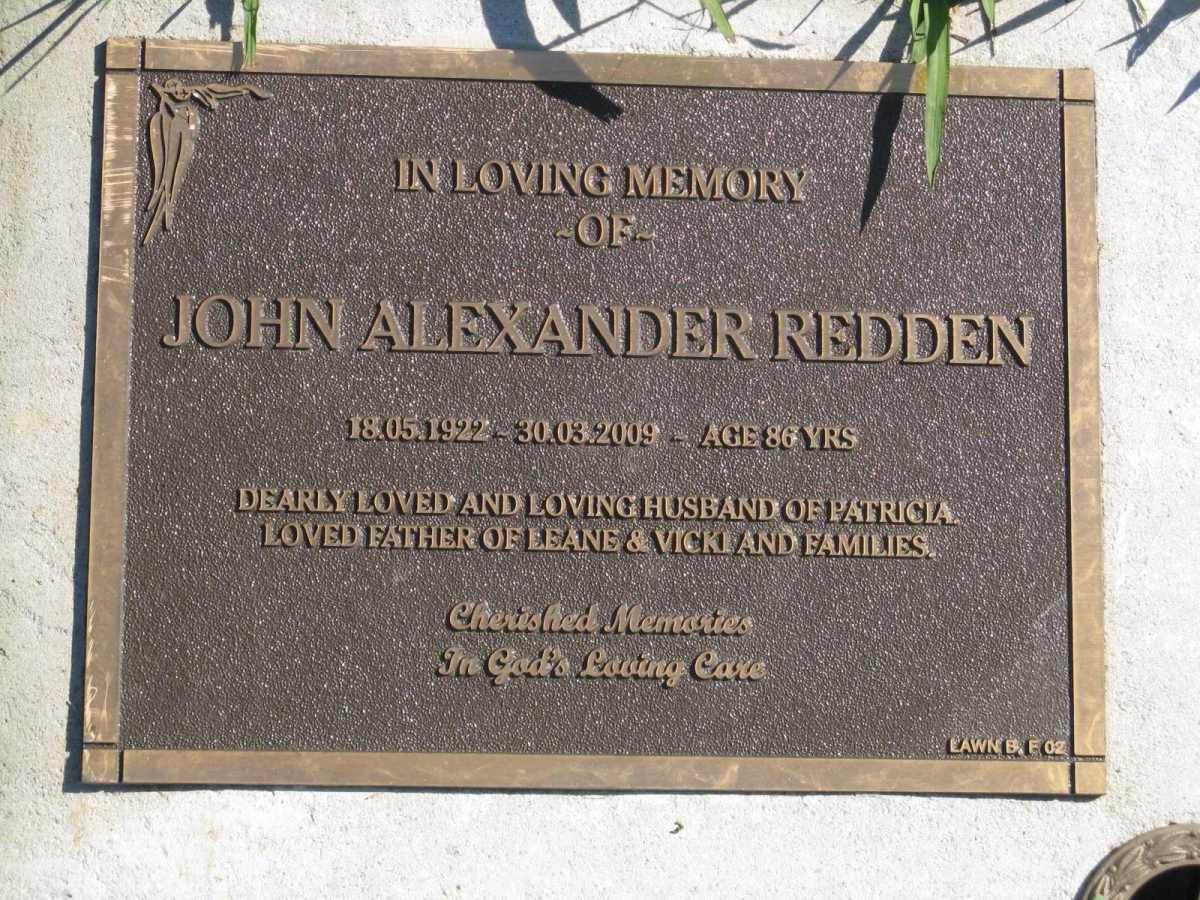 IN LOVING MEMORY
~OF~
JOHN ALEXANDER REDDEN
18.05.1922 - 30.03.2009 - AGE 86 YRS
DEARLY LOVED AND LOVING HUSBAND OF PATRICIA.
LOVED FATHER OF LEANE & VICKI AND FAMILIES.
Cherished Memories
In God's Loving Care
LAWN B. F 02